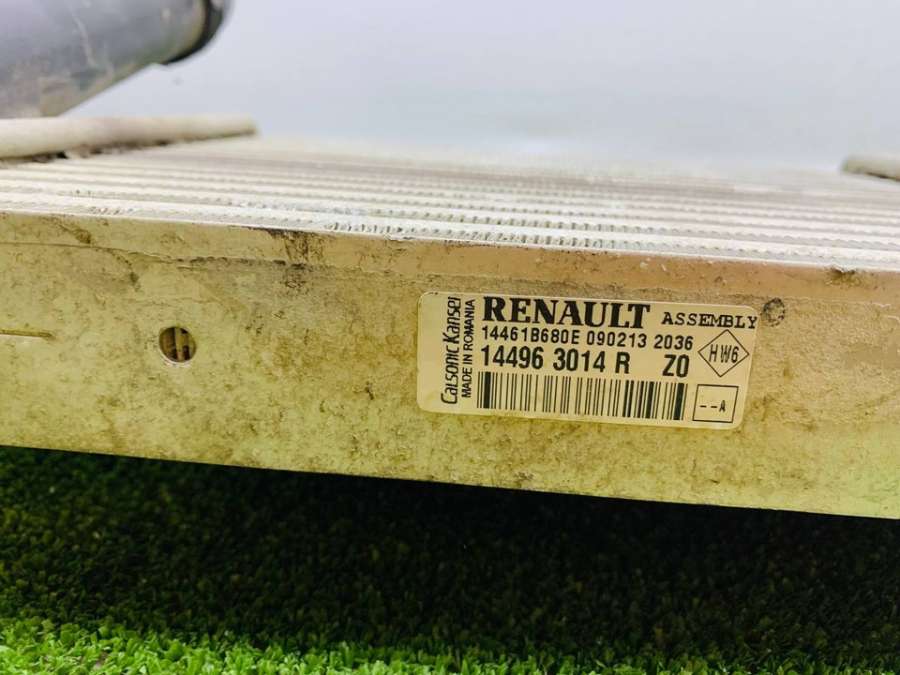 Calsonic Kansei
MADE IN ROMANIA
RENAULT ASSEMBLY
14461B680E 090213 2036
14496 3014 R Z0
HW6
--A